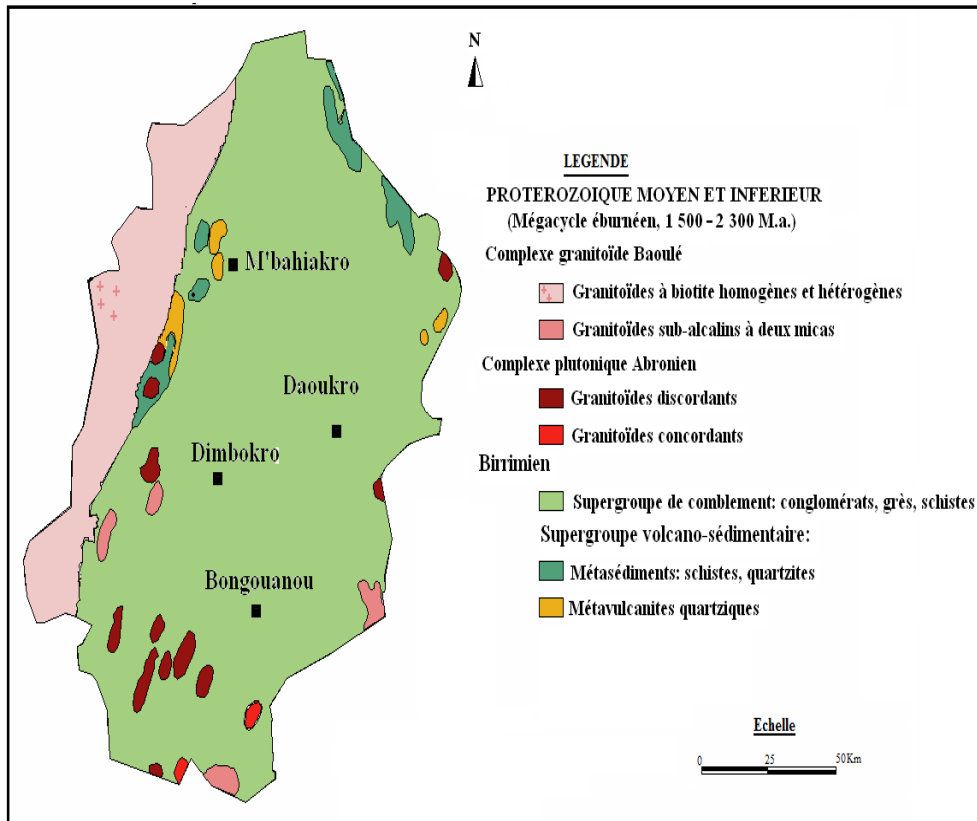 N
M'bahiakro
Daoukro
Dimbokro
Bongouanou
LEGENDE
PROTEROZOIQUE MOYEN ET INFERIEUR
(Mégacycle éburnéen, 1 500 – 2 300 M.a.)
Complexe granitoïde Baoulé
Granitoïdes à biotite homogènes et hétérogènes
Granitoïdes sub-alcalins à deux micas
Complexe plutonique Abronien
Granitoïdes discordants
Granitoïdes concordants
Birrimien
Supergroupe de comblement: conglomérats, grès, schistes
Supergroupe volcano-sédimentaire:
Métasédiments: schistes, quartzites
Métavulcanites quartziques
Echelle
0 25 50Km